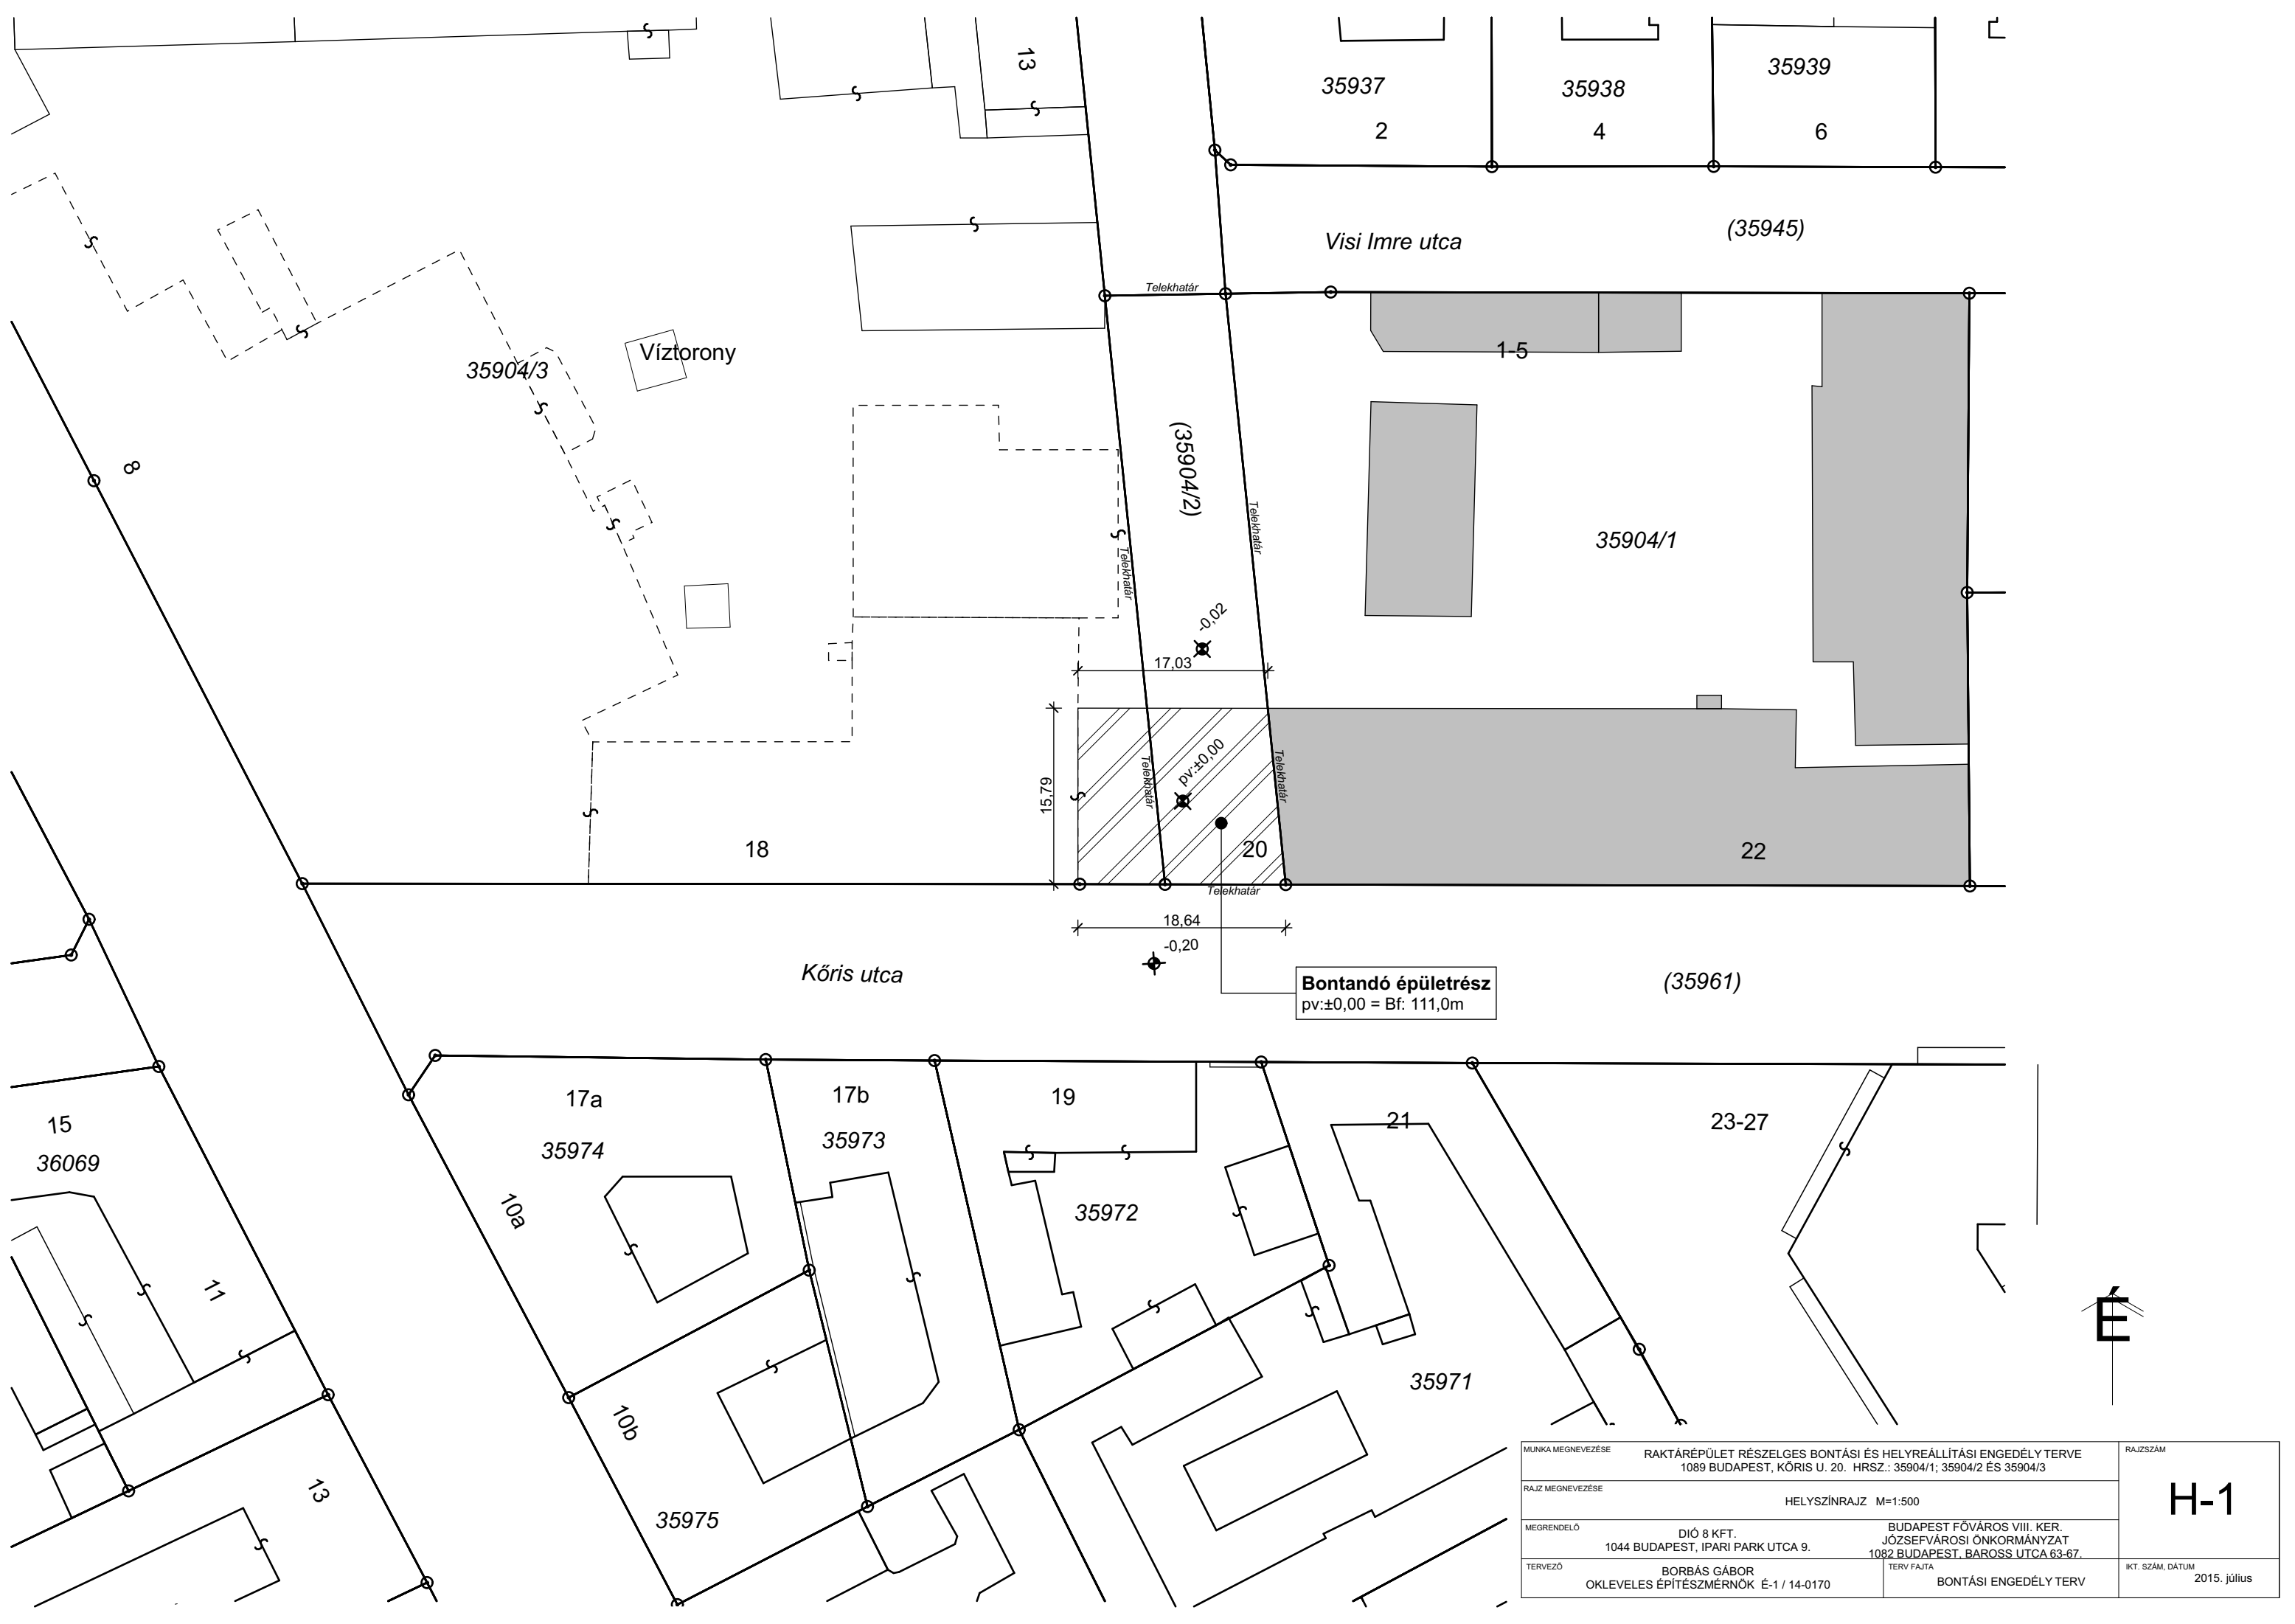 13
35937
35938
35939
2
4
6
Visi Imre utca
(35945)
Telekhatár
Víztorony
35904/3
1-5
8
(35904/2)
Telekhatár
Telekhatár
35904/1
-0,02
17,03
15,79
pv:±0,00
Telekhatár
Telekhatár
18
20
22
Telekhatár
18,64
-0,20
Kőris utca
(35961)
Bontandó épületrész
pv:±0,00 = Bf: 111,0m
17a
17b
19
21
23-27
15
36069
35974
35973
35972
10a
11
É
35971
10b
13
35975
MUNKA MEGNEVEZÉSE
RAKTÁRÉPÜLET RÉSZELGES BONTÁSI ÉS HELYREÁLLÍTÁSI ENGEDÉLY TERVE
1089 BUDAPEST, KŐRIS U. 20. HRSZ.: 35904/1; 35904/2 ÉS 35904/3
RAJZSZÁM
H-1
RAJZ MEGNEVEZÉSE
HELYSZÍNRAJZ M=1:500
MEGRENDELŐ
DIÓ 8 KFT.
1044 BUDAPEST, IPARI PARK UTCA 9.
BUDAPEST FŐVÁROS VIII. KER.
JÓZSEFVÁROSI ÖNKORMÁNYZAT
1082 BUDAPEST, BAROSS UTCA 63-67.
TERVEZŐ
BORBÁS GÁBOR
OKLEVELES ÉPÍTÉSZMÉRNÖK É-1 / 14-0170
TERV FAJTA
BONTÁSI ENGEDÉLY TERV
IKT. SZÁM, DÁTUM
2015. július